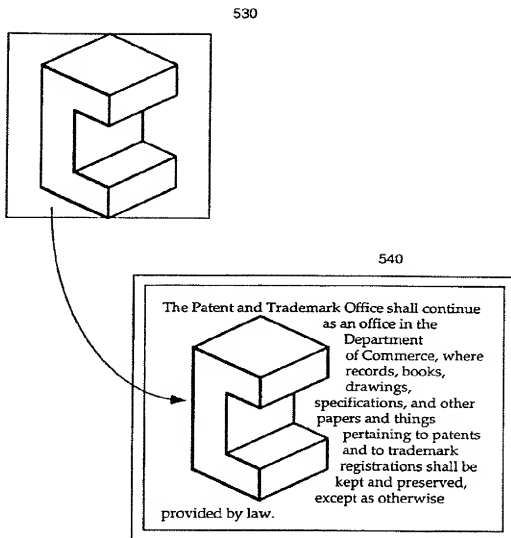 530
540
The Patent and Trademark Office shall continue
as an office in the
Department
of Commerce, where
records, books,
drawings,
specifications, and other
papers and things
pertaining to patents
and to trademark
registrations shall be
kept and preserved,
except as otherwise
provided by law.